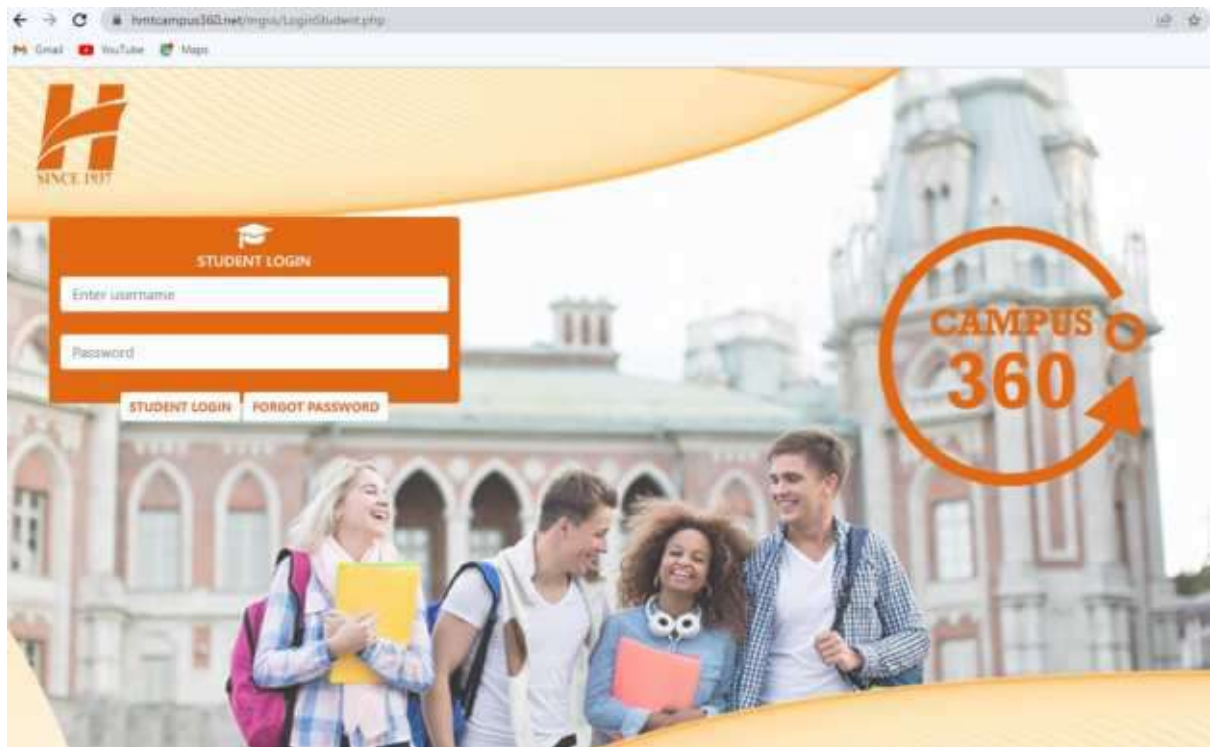 hmtcampus360.net/mgus/LoginStudent.php
Gmail YouTube Maps
H
SINCE 1937
STUDENT LOGIN
Enter username
Password
STUDENT LOGIN FORGOT PASSWORD
CAMPUS
360